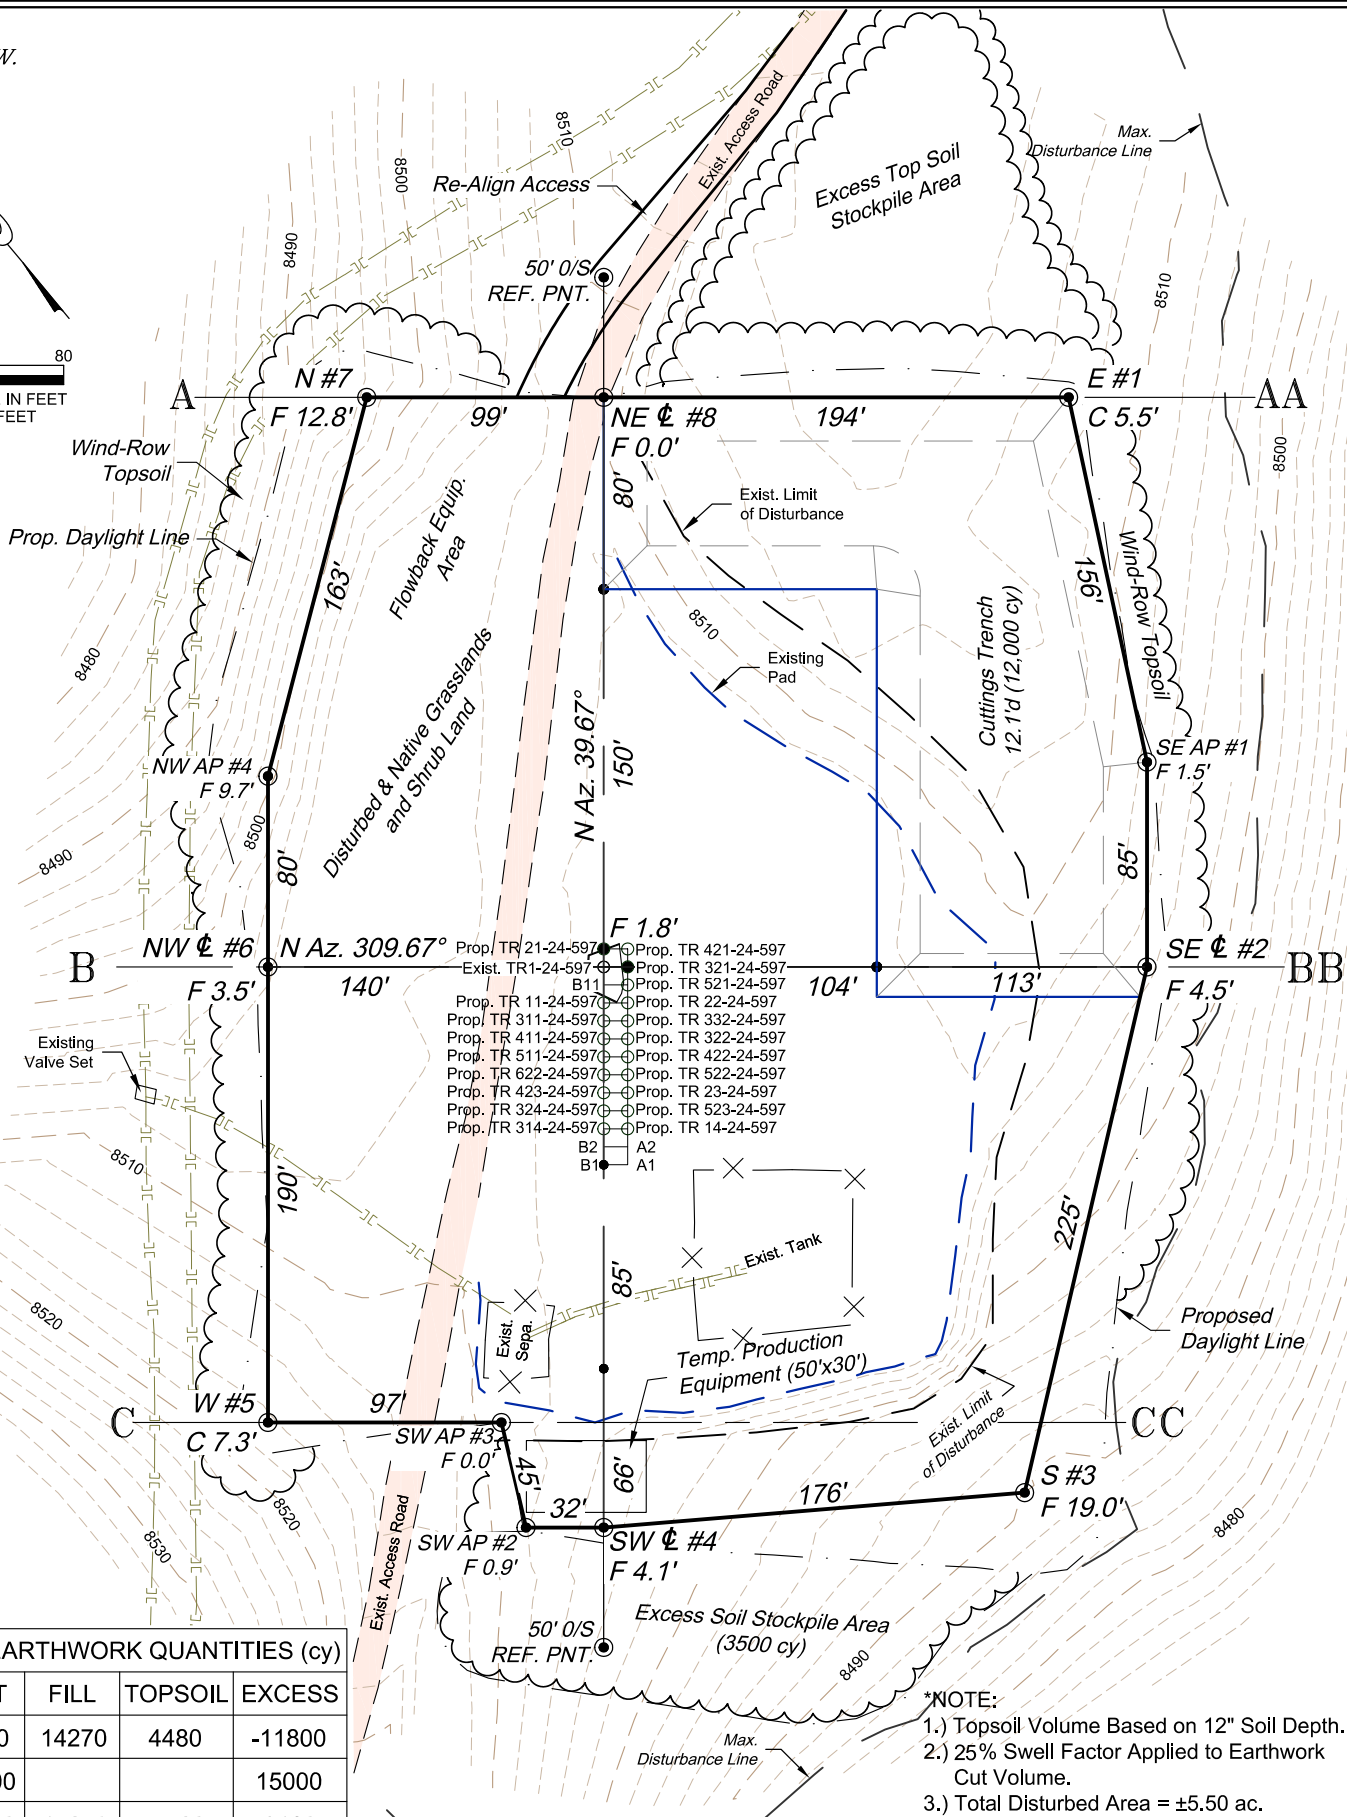 W.
80
IN FEET
FEET
8510
8500
8490
Re-Align Access
Exist. Access Road
Excess Top Soil
Stockpile Area
Max.
Disturbance Line
50' 0/S
REF. PNT.
8510
8500
A
AA
N #7
F 12.8'
99'
NE ℄ #8
F 0.0'
194'
E #1
C 5.5'
Wind-Row
Topsoil
Prop. Daylight Line
163'
Flowback Equip.
Area
80'
Exist. Limit
of Disturbance
156'
Wind-Row Topsoil
8510
Existing
Pad
Cuttings Trench
12.1'd (12,000 cy)
Disturbed & Native Grasslands
and Shrub Land
N Az. 39.67°
150'
8480
NW AP #4
F 9.7'
SE AP #1
F 1.5'
8500
8490
80'
85'
F 1.8'
B
BB
NW ℄ #6
F 3.5'
N Az. 309.67°
140'
104'
113'
SE ℄ #2
F 4.5'
Prop. TR 21-24-597
Prop. TR 421-24-597
Exist. TR1-24-597
Prop. TR 321-24-597
B11
Prop. TR 521-24-597
Prop. TR 11-24-597
Prop. TR 22-24-597
Prop. TR 311-24-597
Prop. TR 332-24-597
Prop. TR 411-24-597
Prop. TR 322-24-597
Prop. TR 511-24-597
Prop. TR 422-24-597
Prop. TR 622-24-597
Prop. TR 522-24-597
Prop. TR 423-24-597
Prop. TR 23-24-597
Prop. TR 324-24-597
Prop. TR 523-24-597
Prop. TR 314-24-597
Prop. TR 14-24-597
B2
A2
B1
A1
Existing
Valve Set
8510
190'
225'
85'
Exist. Tank
Exist.
Sepa.
8520
Temp. Production
Equipment (50'x30')
Proposed
Daylight Line
C
CC
W #5
C 7.3'
97'
SW AP #3
F 0.0'
45'
66'
Exist. Limit
of Disturbance
S #3
F 19.0'
176'
32'
SW AP #2
F 0.9'
SW ℄ #4
F 4.1'
8520
8530
8480
Exist. Access Road
50' 0/S
REF. PNT.
Excess Soil Stockpile Area
(3500 cy)
8490
Max.
Disturbance Line
EARTHWORK QUANTITIES (cy)
FILL TOPSOIL EXCESS
14270 4480 -11800
15000
*NOTE:
1.) Topsoil Volume Based on 12" Soil Depth.
2.) 25% Swell Factor Applied to Earthwork
Cut Volume.
3.) Total Disturbed Area = ±5.50 ac.